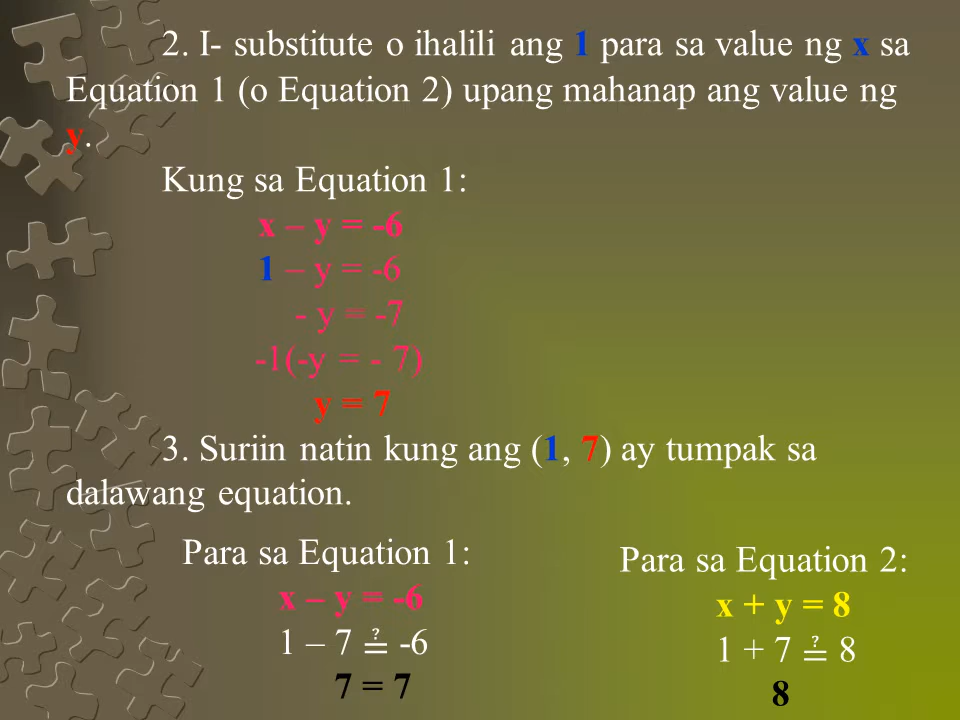 2. I- substitute o ihalili ang 1 para sa value ng x sa
Equation 1 (o Equation 2) upang mahanap ang value ng
y.
Kung sa Equation 1:
x – y = -6
1 – y = -6
- y = -7
-1(-y = - 7)
y = 7
3. Suriin natin kung ang (1, 7) ay tumpak sa
dalawang equation.
Para sa Equation 1:
x – y = -6
1 – 7 ≟ -6
7 = 7
Para sa Equation 2:
x + y = 8
1 + 7 ≟ 8
8